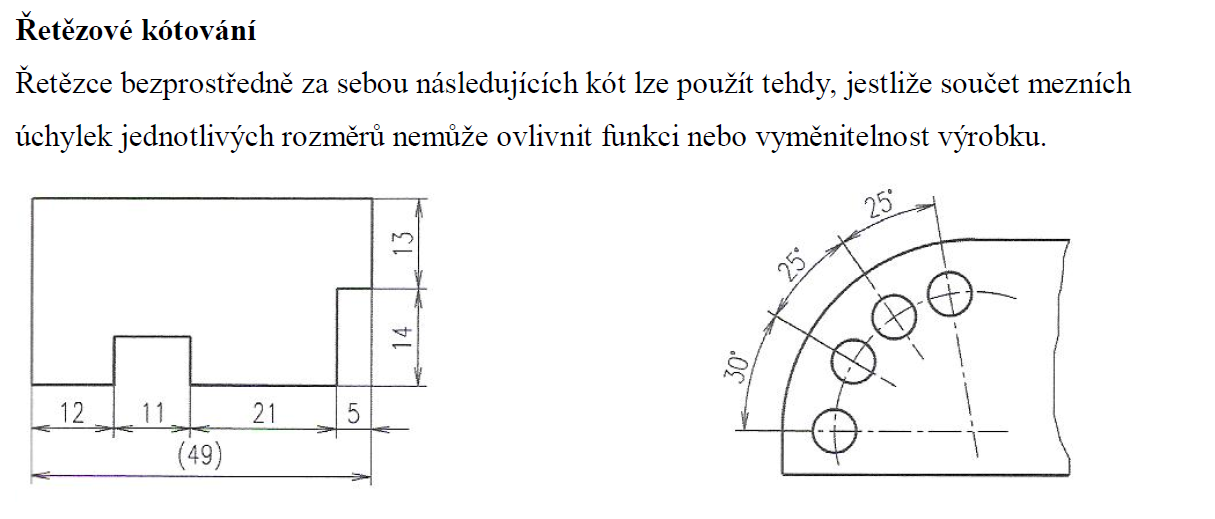 Řetězové kótování
Řetězce bezprostředně za sebou následujících kót lze použít tehdy, jestliže součet mezních
úchylek jednotlivých rozměrů nemůže ovlivnit funkci nebo vyměnitelnost výrobku.
13
14
12 11 21 5
(49)
25°
25°
30°